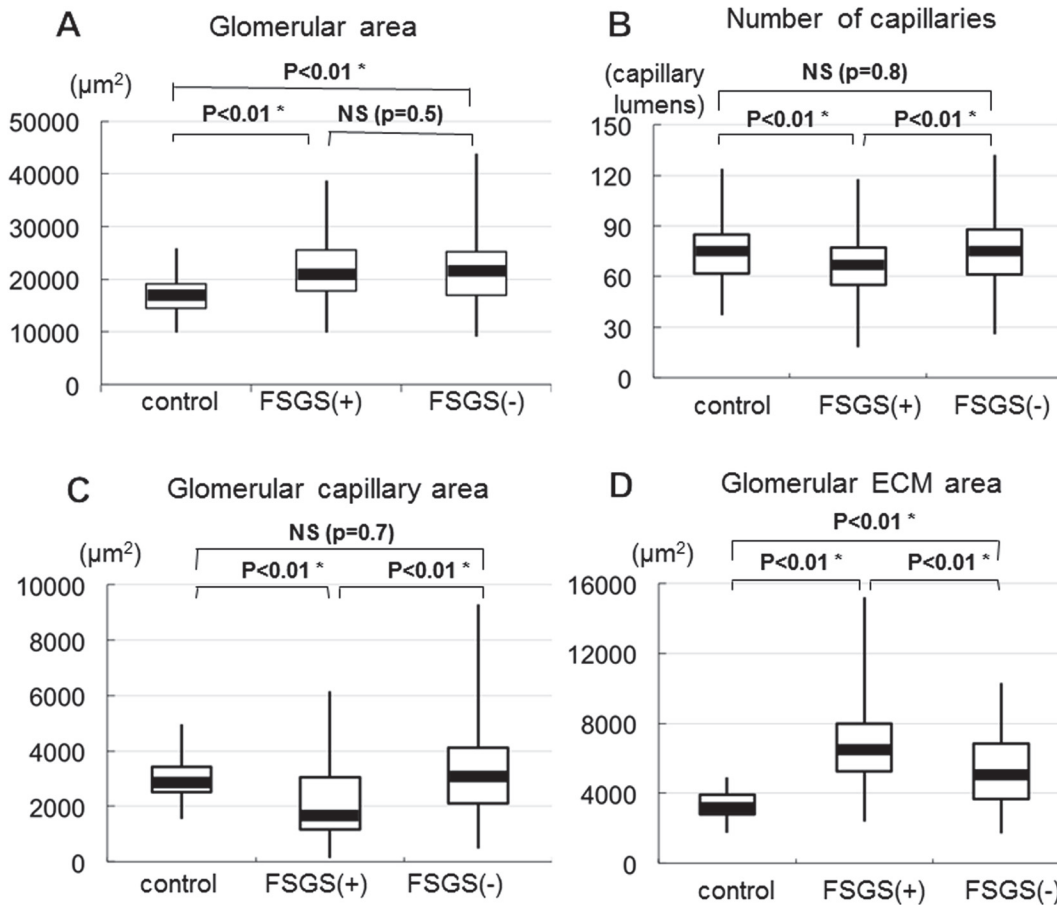 A Glomerular area
(µm²)
P<0.01 *
P<0.01 * NS (p=0.5)
50000
40000
30000
20000
10000
0
control FSGS(+) FSGS(-)
B Number of capillaries
(capillary
lumens)
NS (p=0.8)
P<0.01 * P<0.01 *
150
120
90
60
30
0
control FSGS(+) FSGS(-)
C Glomerular capillary area
(µm²)
NS (p=0.7)
P<0.01 * P<0.01 *
10000
8000
6000
4000
2000
0
control FSGS(+) FSGS(-)
D Glomerular ECM area
(µm²)
P<0.01 *
P<0.01 * P<0.01 *
16000
12000
8000
4000
0
control FSGS(+) FSGS(-)